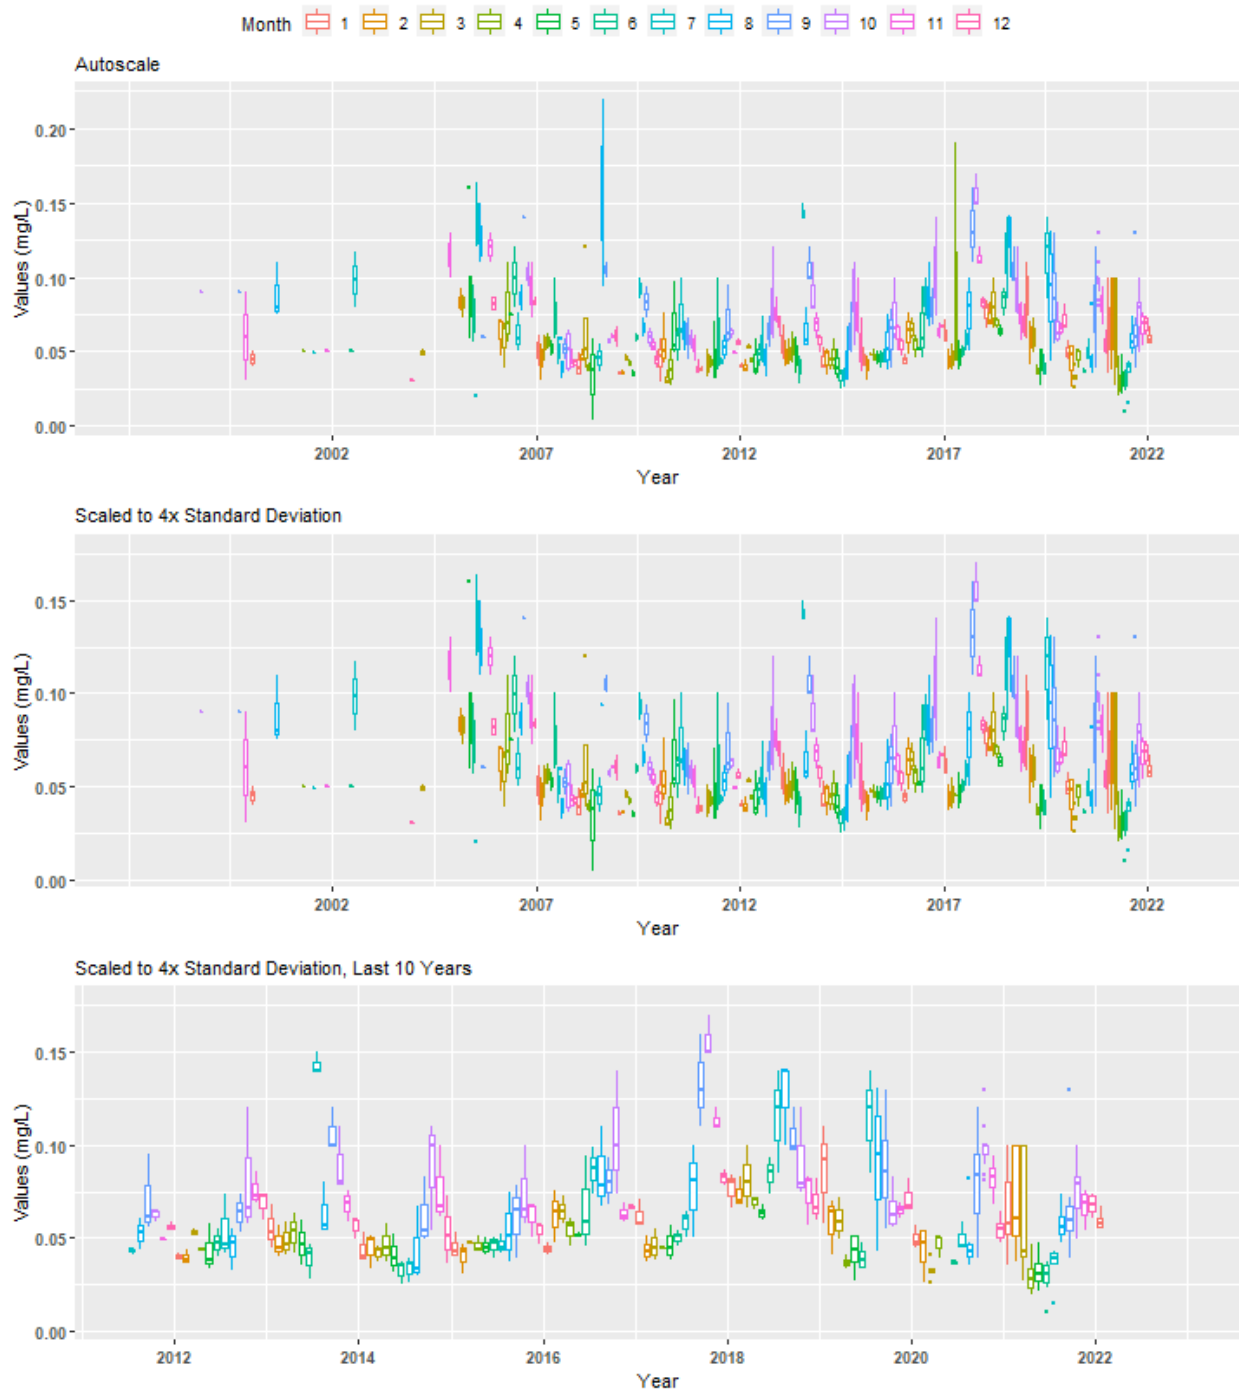 Month 1 2 3 4 5 6 7 8 9 10 11 12
Autoscale
Values (mg/L)
0.20
0.15
0.10
0.05
0.00
2002 2007 2012 2017 2022
Year
Scaled to 4x Standard Deviation
Values (mg/L)
0.15
0.10
0.05
0.00
2002 2007 2012 2017 2022
Year
Scaled to 4x Standard Deviation, Last 10 Years
Values (mg/L)
0.15
0.10
0.05
0.00
2012 2014 2016 2018 2020 2022
Year